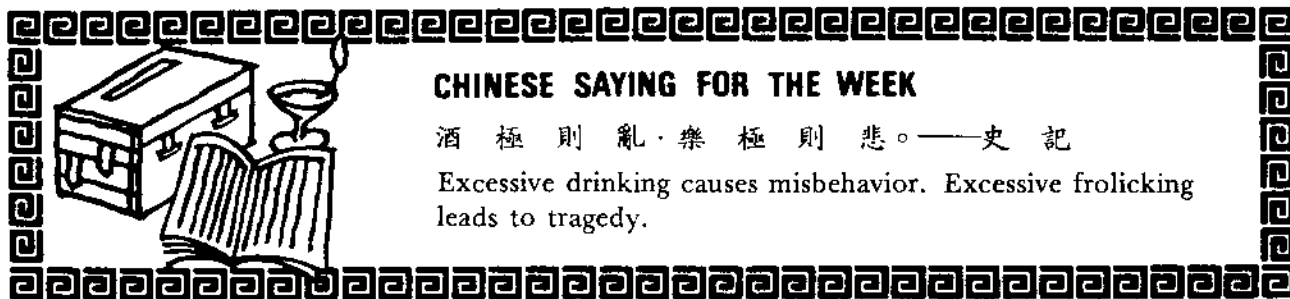 CHINESE SAYING FOR THE WEEK
酒極則亂·樂極則悲。——史記
Excessive drinking causes misbehavior. Excessive frolicking
leads to tragedy.